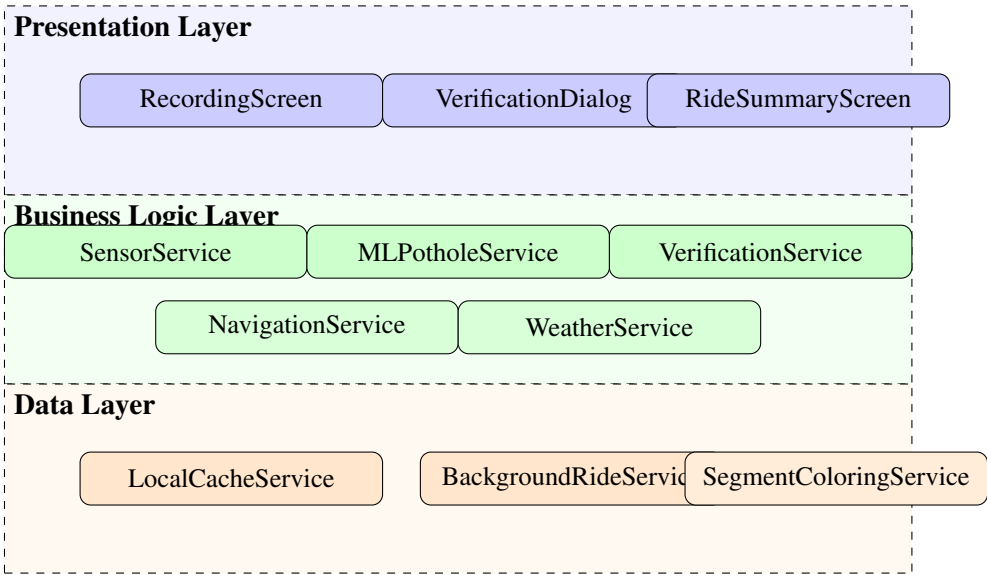 Presentation Layer
RecordingScreen VerificationDialog RideSummaryScreen
Business Logic Layer
SensorService MLPotholeService VerificationService
NavigationService WeatherService
Data Layer
LocalCacheService BackgroundRideServic SegmentColoringService